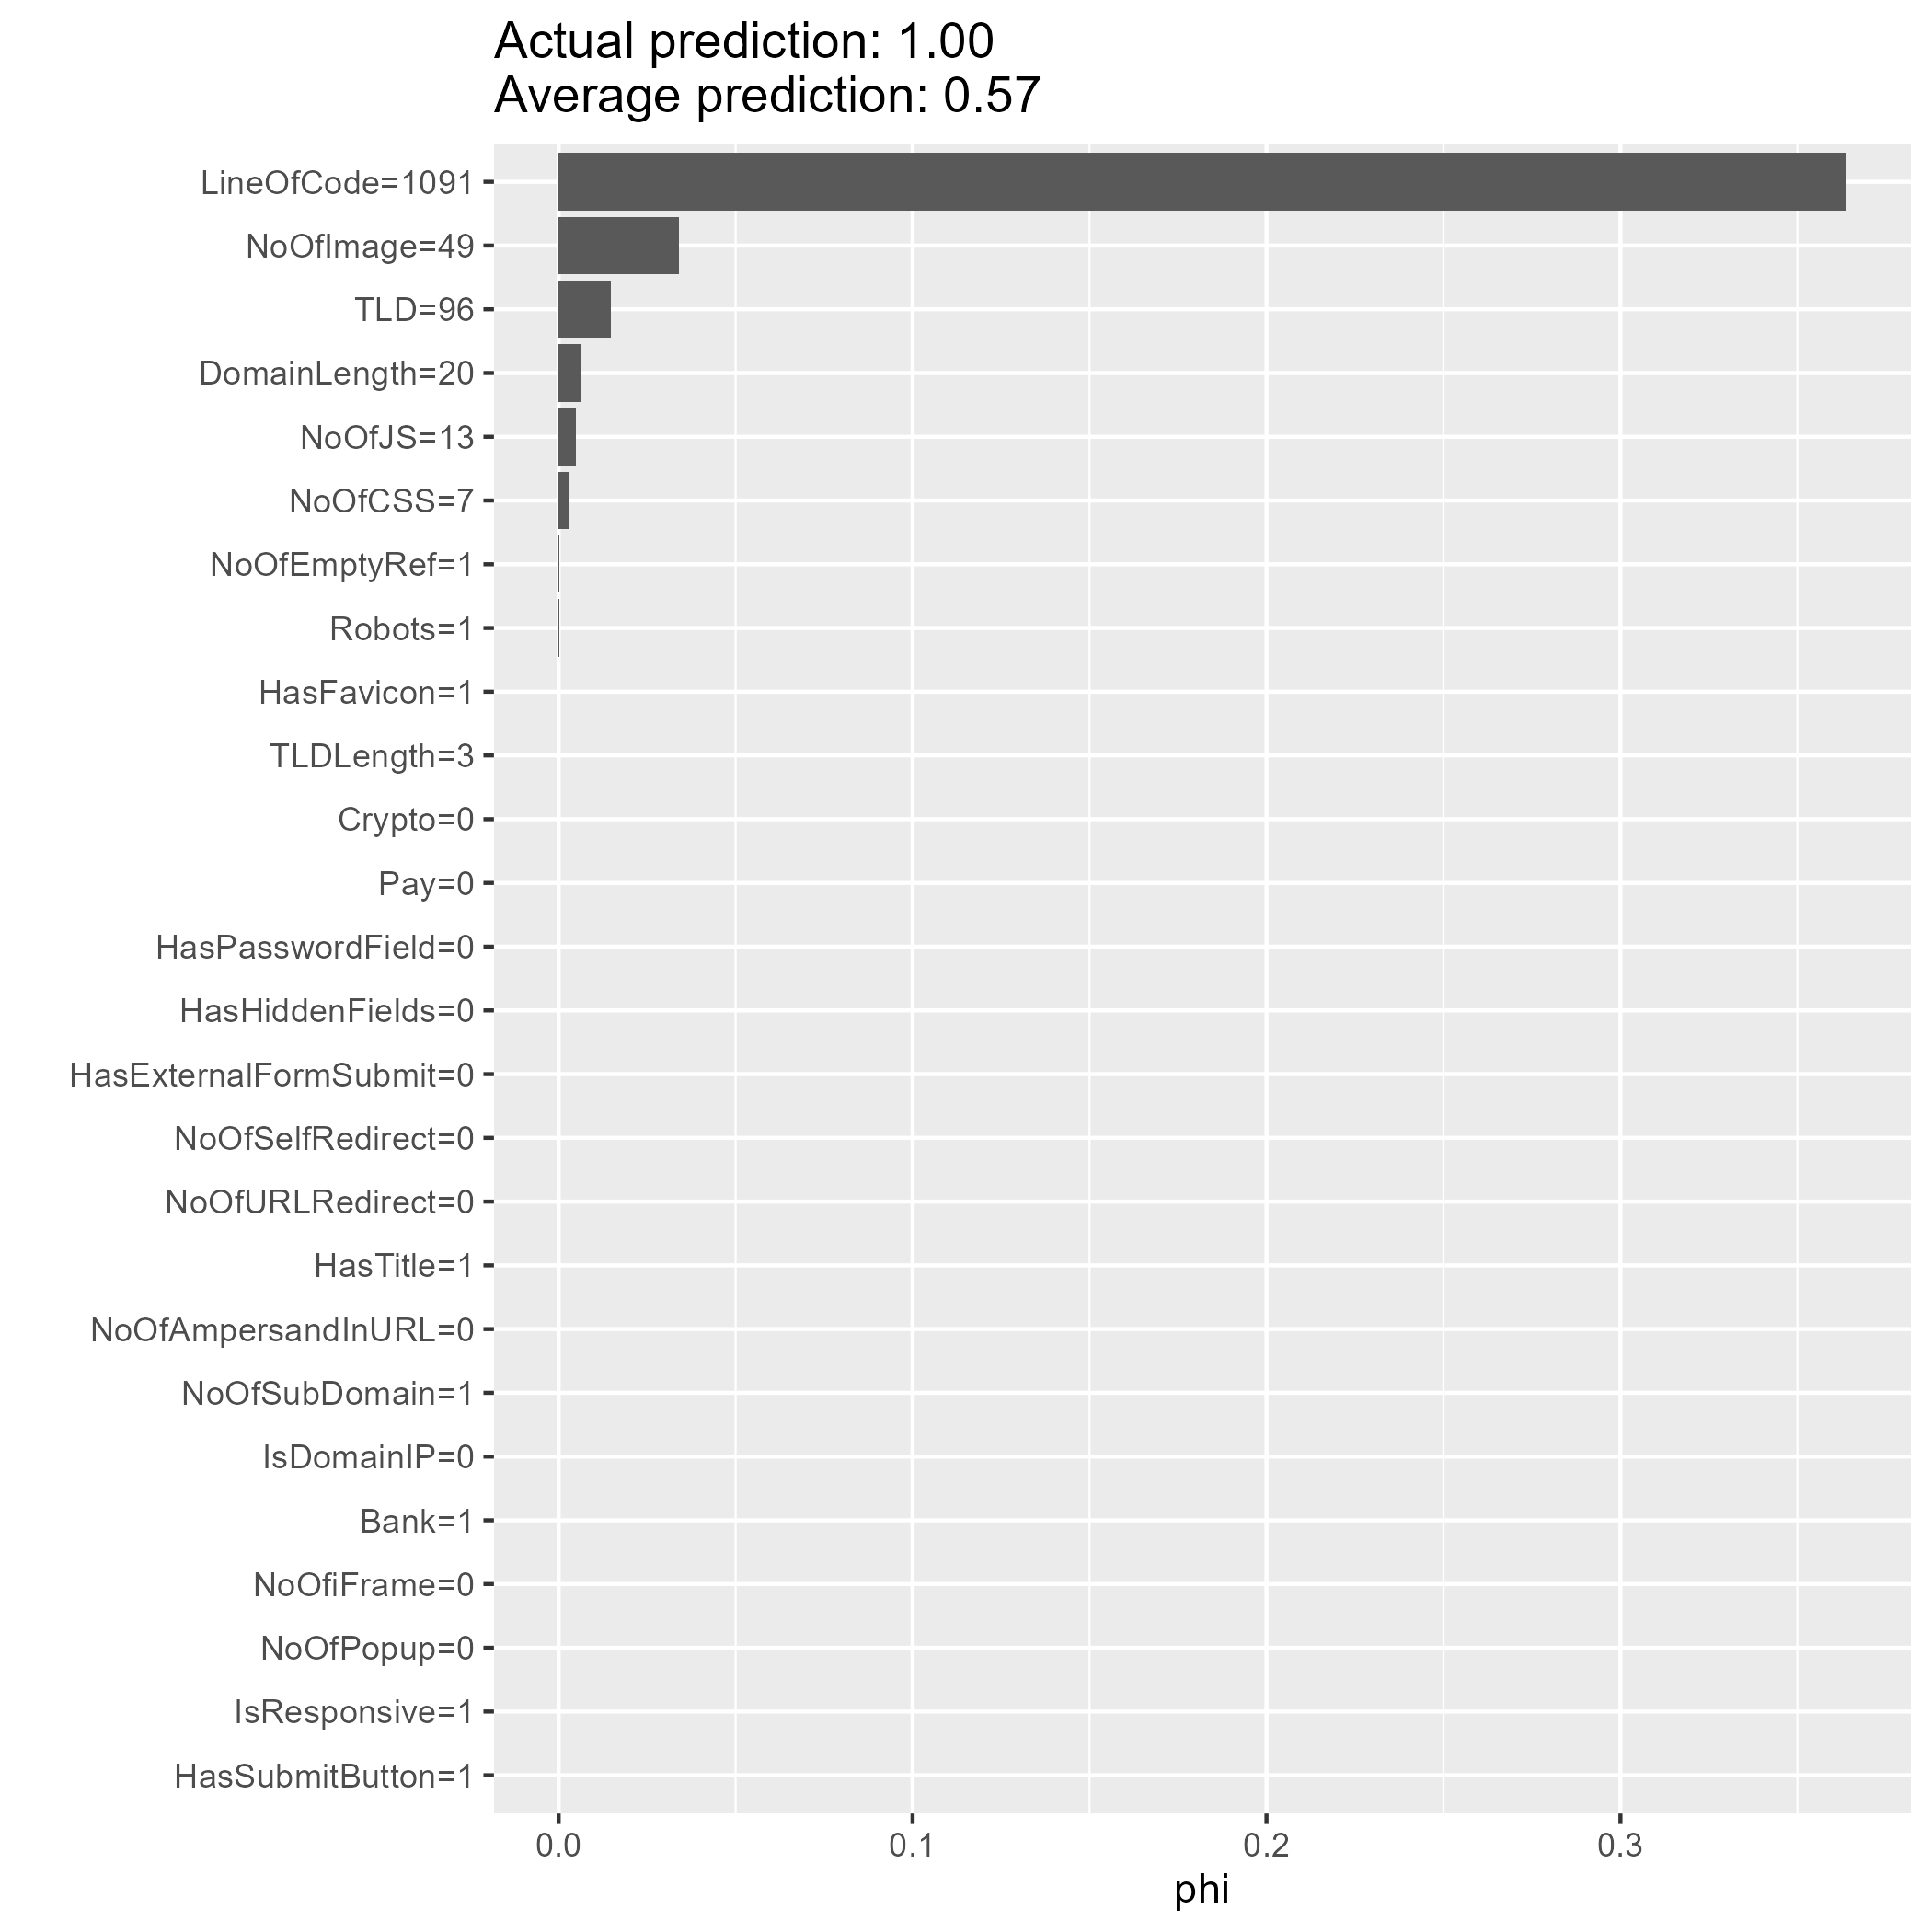 Actual prediction: 1.00
Average prediction: 0.57
LineOfCode=1091
NoOfImage=49
TLD=96
DomainLength=20
NoOfJS=13
NoOfCSS=7
NoOfEmptyRef=1
Robots=1
HasFavicon=1
TLDLength=3
Crypto=0
Pay=0
HasPasswordField=0
HasHiddenFields=0
HasExternalFormSubmit=0
NoOfSelfRedirect=0
NoOfURLRedirect=0
HasTitle=1
NoOfAmpersandInURL=0
NoOfSubDomain=1
IsDomainIP=0
Bank=1
NoOfiFrame=0
NoOfPopup=0
IsResponsive=1
HasSubmitButton=1
0.0 0.1 0.2 0.3
phi